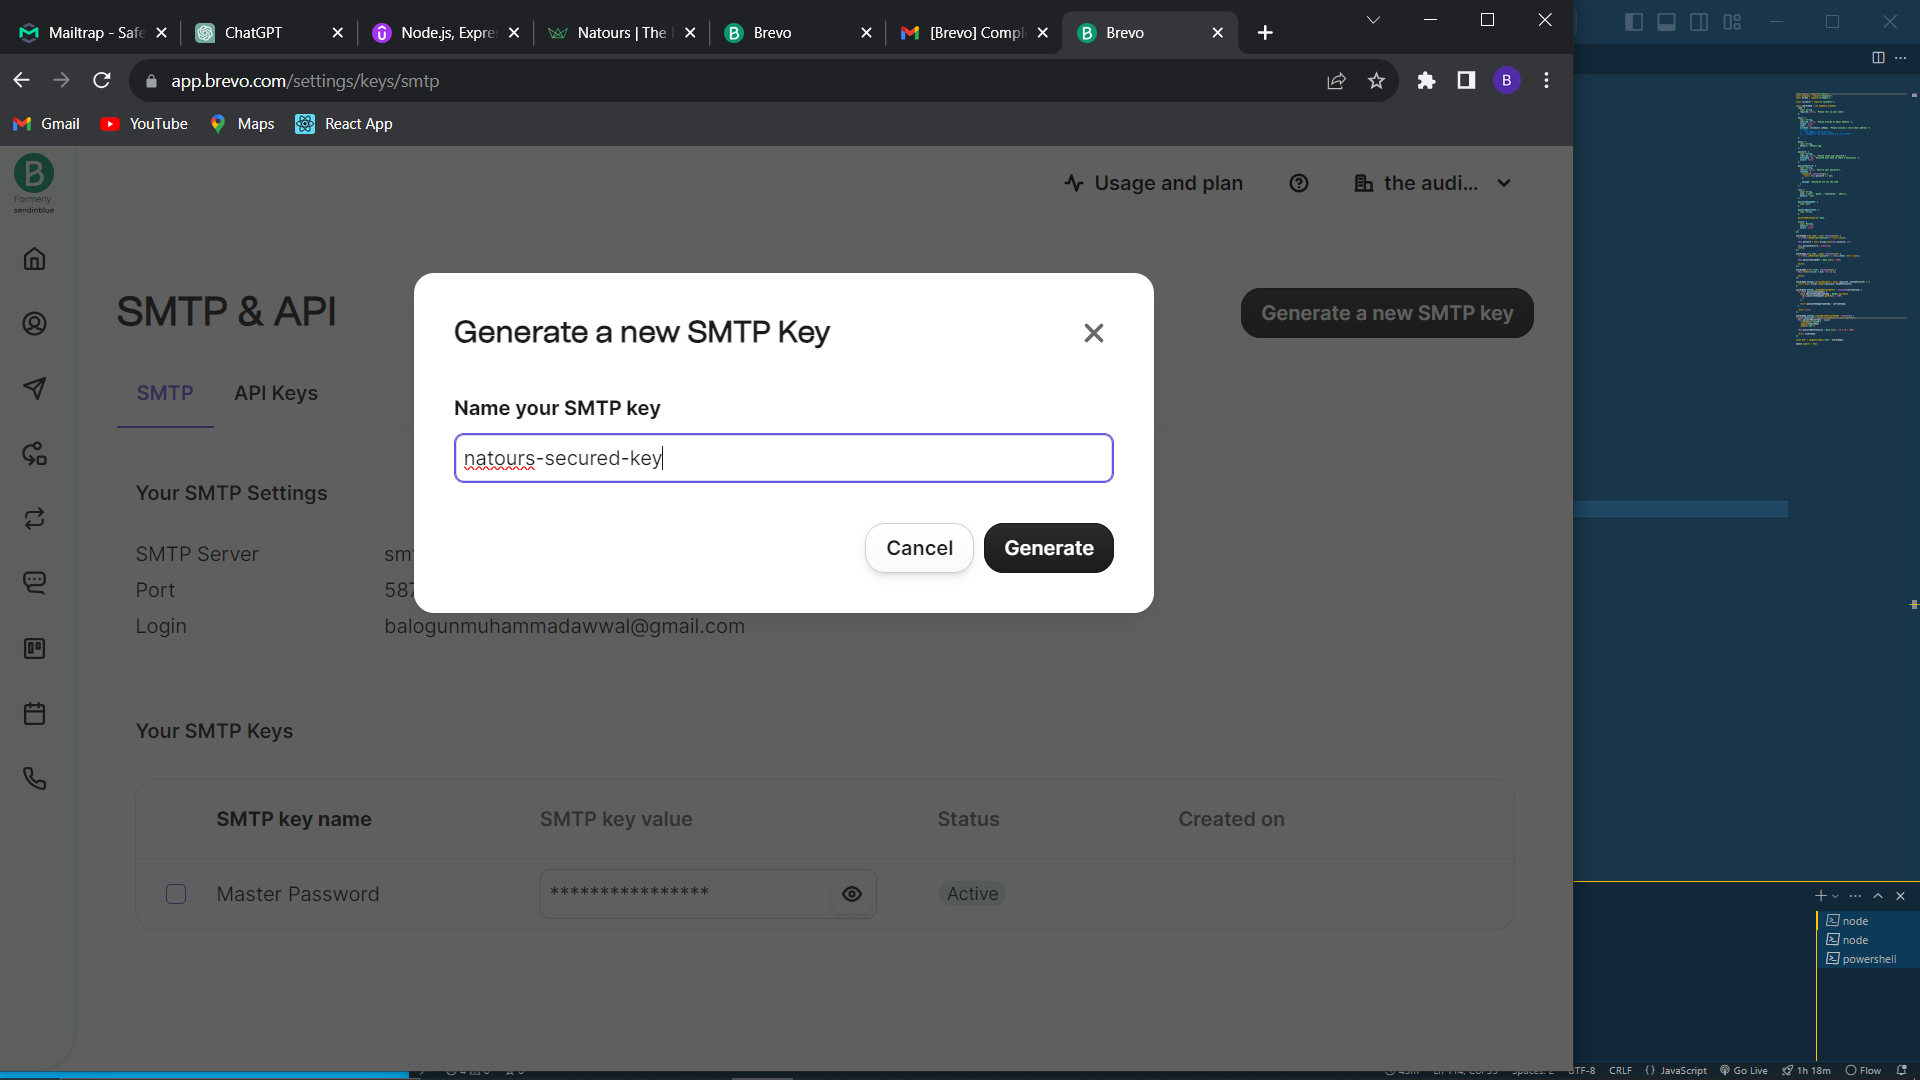 Mailtrap - Safe
ChatGPT
Node.js, Expre
Natours | The
Brevo
[Brevo] Compl
Brevo
app.brevo.com/settings/keys/smtp
B
Gmail
YouTube
Maps
React App
B
Formerly
sendinblue
Usage and plan
the audi...
SMTP & API
Generate a new SMTP key
SMTP
API Keys
Generate a new SMTP Key
Name your SMTP key
natours-secured-key
Cancel
Generate
Your SMTP Settings
SMTP Server
Port
587
Login
balogunmuhammadawwal@gmail.com
Your SMTP Keys
SMTP key name
SMTP key value
Status
Created on
Master Password
****************
Active
node
node
powershell
UTF-8
CRLF
{} JavaScript
Go Live
1h 18m
Flow